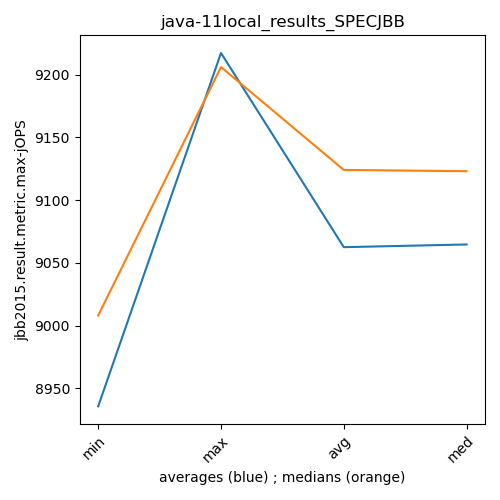 java-11local_results_SPECJBB
jbb2015.result.metric.max-jOPS
9200
9150
9100
9050
9000
8950
min
max
avg
med
averages (blue) ; medians (orange)